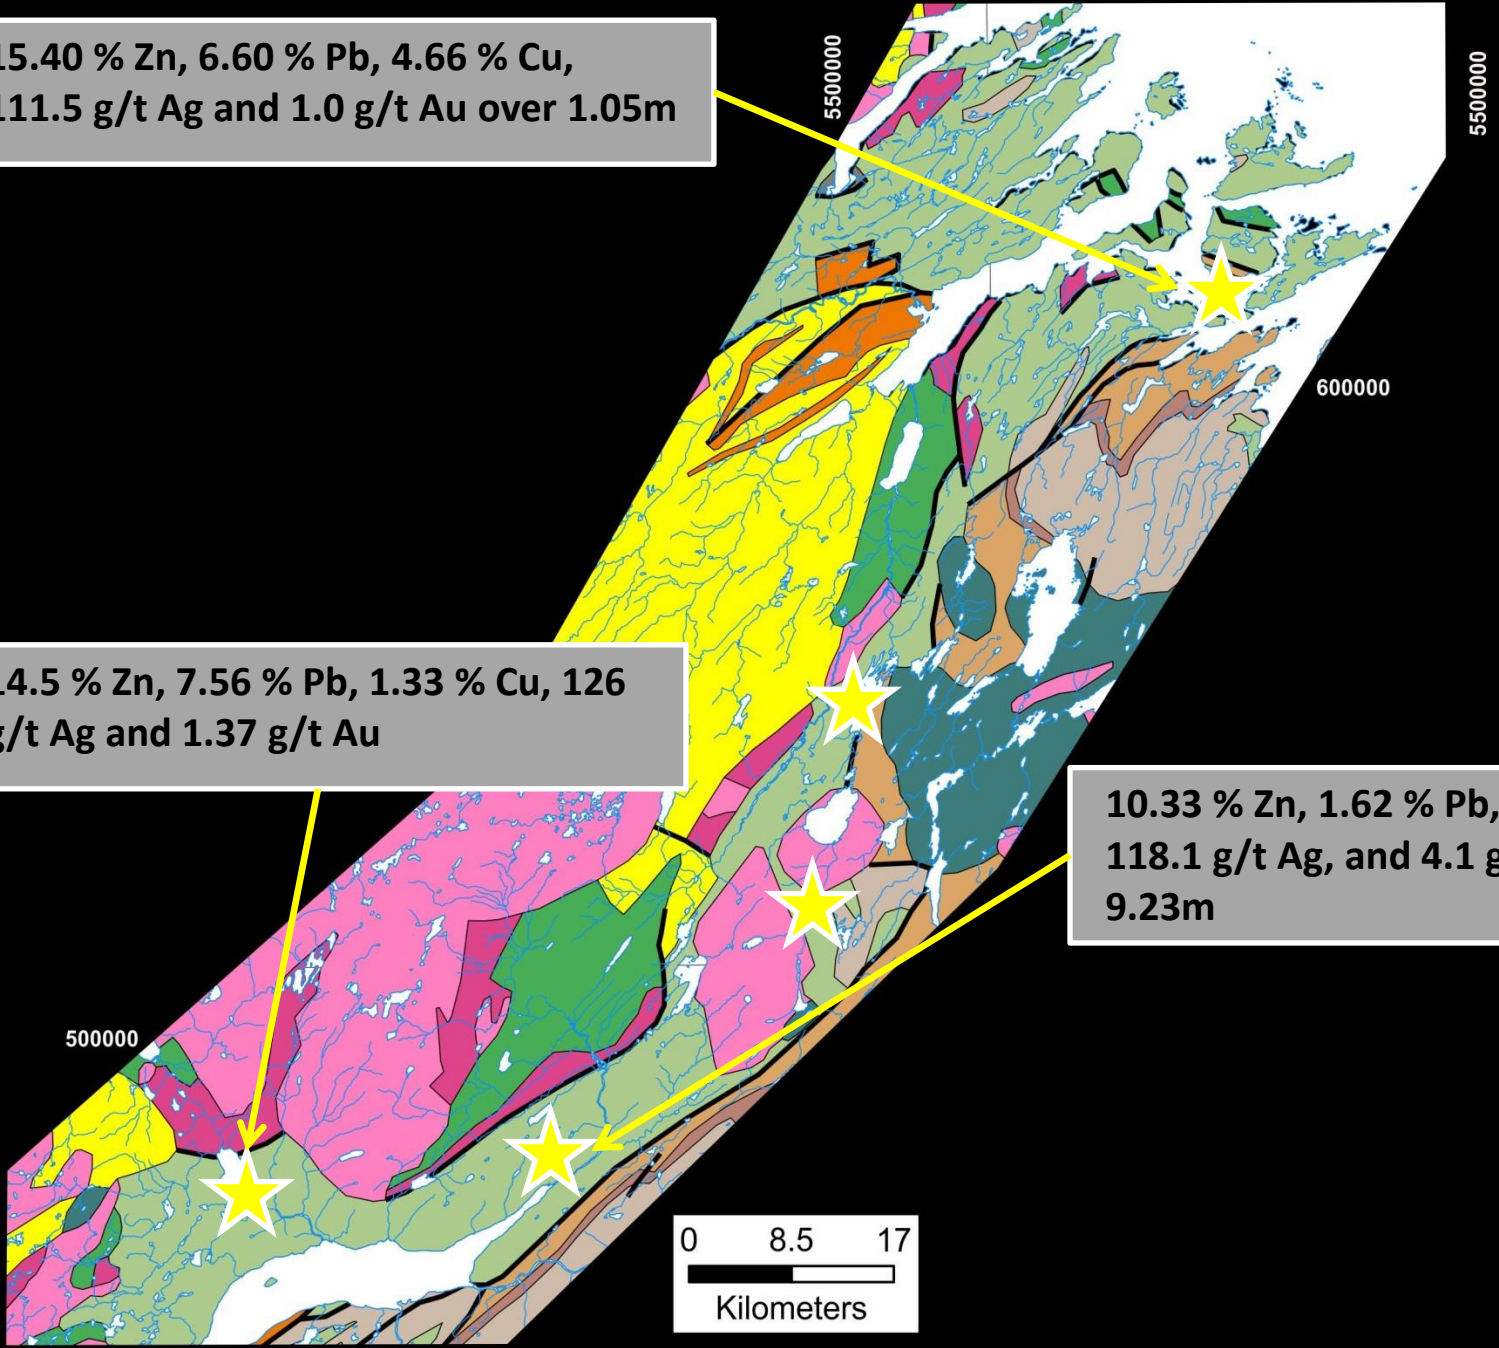 15.40 % Zn, 6.60 % Pb, 4.66 % Cu,
111.5 g/t Ag and 1.0 g/t Au over 1.05m
5500000
5500000
600000
14.5 % Zn, 7.56 % Pb, 1.33 % Cu, 126
g/t Ag and 1.37 g/t Au
10.33 % Zn, 1.62 % Pb,
118.1 g/t Ag, and 4.1 g
9.23m
500000
0 8.5 17
Kilometers